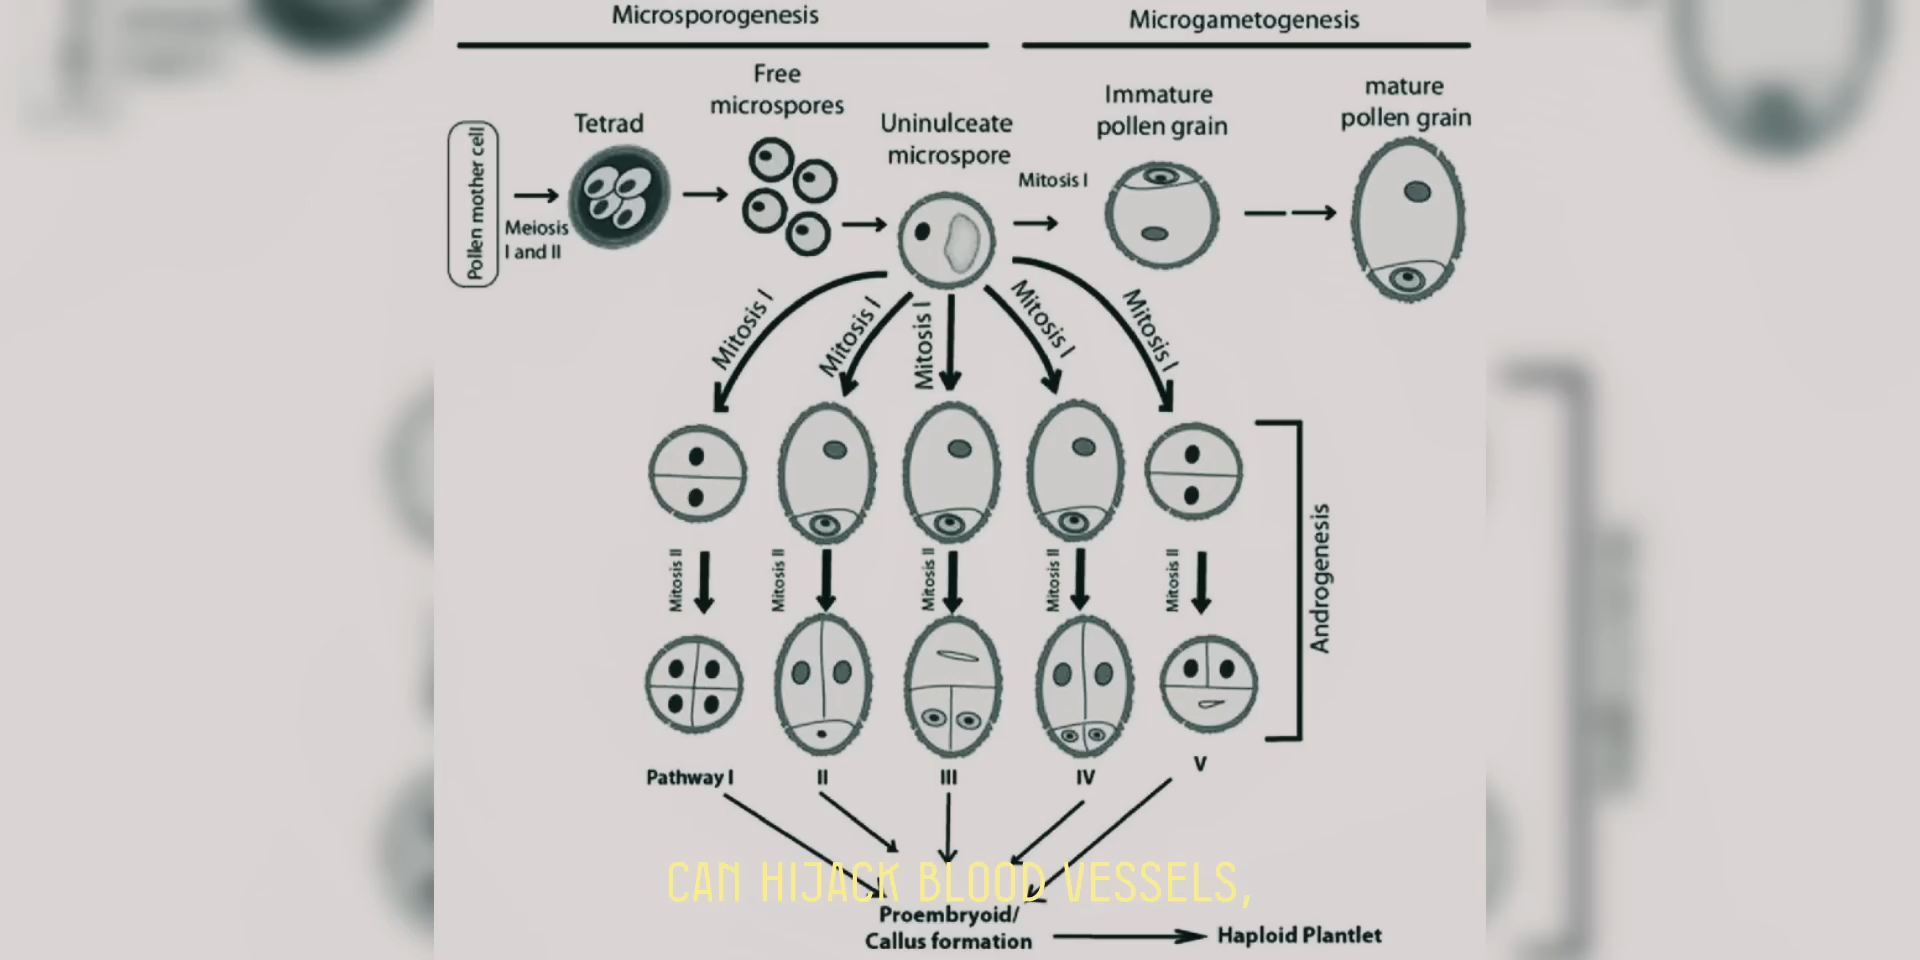 Microsporogenesis
Microgametogenesis
Free
microspores
Tetrad
Uninulceate
microspore
Immature
pollen grain
mature
pollen grain
Pollen mother cell
Meiosis
I and II
Mitosis I
Mitosis I
Mitosis I
Mitosis I
Mitosis I
Mitosis I
Mitosis II
Mitosis II
Mitosis II
Mitosis II
Mitosis II
Androgenesis
Pathway I
II
III
IV
V
CAN HIJACK BLOOD VESSELS,
Proembryoid/
Callus formation
Haploid Plantlet